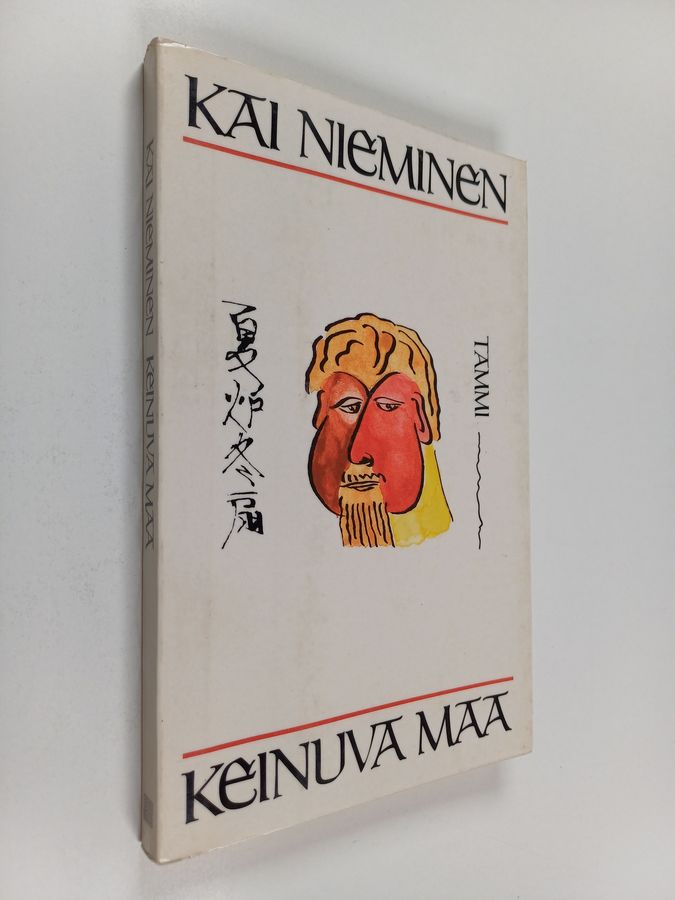 KAI NIEMINEN
夏炉冬扇
TAMMI
KEINUVA MAA
KAI NIEMINEN KEINUVA MAA